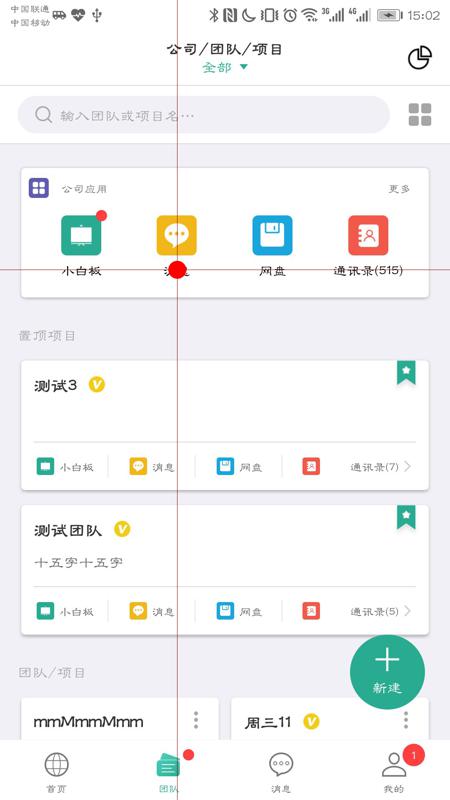 中国联通
中国移动
3G 4G 15:02
公司/团队/项目
全部
输入团队或项目名…
公司应用 更多
小白板 网盘 通讯录(515)
置顶项目
测试3 V
小白板 消息 网盘 通讯录(7)
测试团队 V
十五字十五字
小白板 消息 网盘 通讯录(5)
团队/项目
新建
mmMmmMmm 周三11 V
1
首页 团队 消息 我的